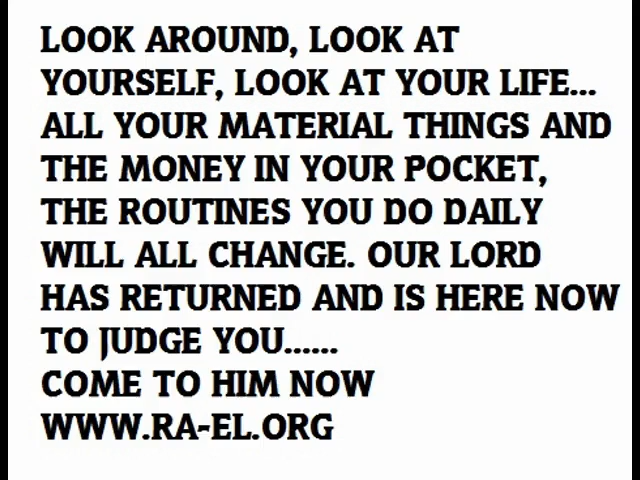 LOOK AROUND, LOOK AT
YOURSELF, LOOK AT YOUR LIFE...
ALL YOUR MATERIAL THINGS AND
THE MONEY IN YOUR POCKET,
THE ROUTINES YOU DO DAILY
WILL ALL CHANGE. OUR LORD
HAS RETURNED AND IS HERE NOW
TO JUDGE YOU......
COME TO HIM NOW
WWW.RA-EL.ORG